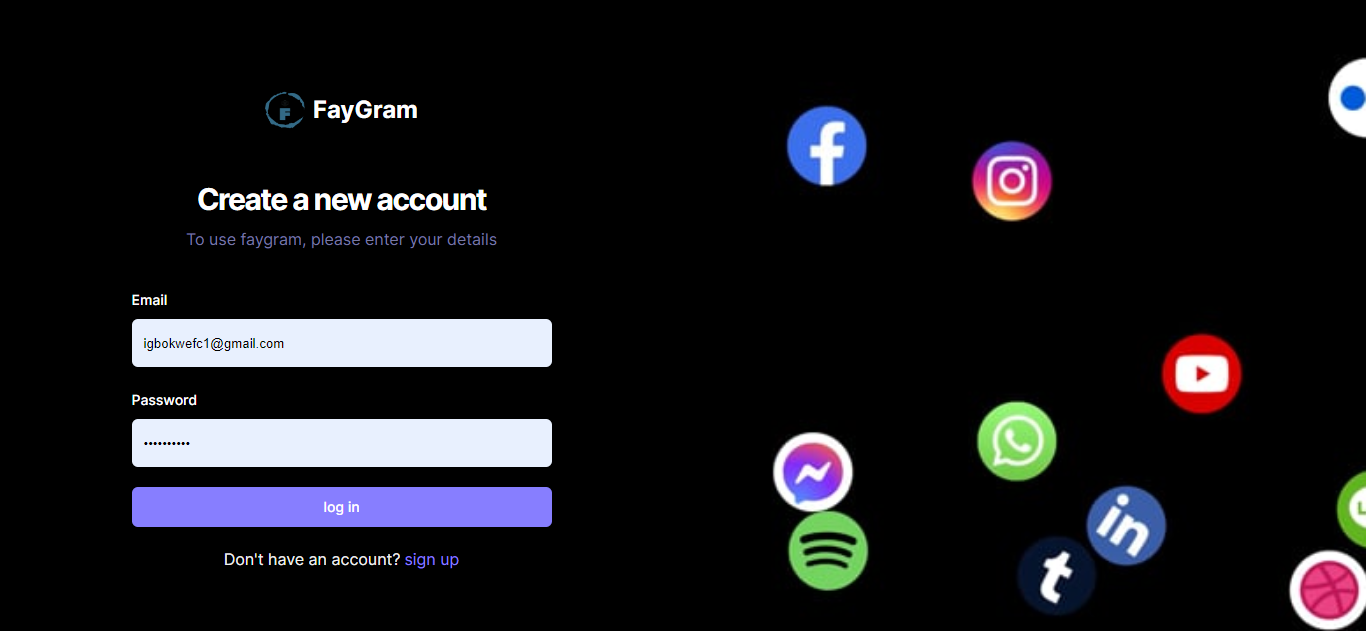 FayGram
Create a new account
To use faygram, please enter your details
Email
igbokwefc1@gmail.com
Password
••••••••••
log in
Don't have an account? sign up